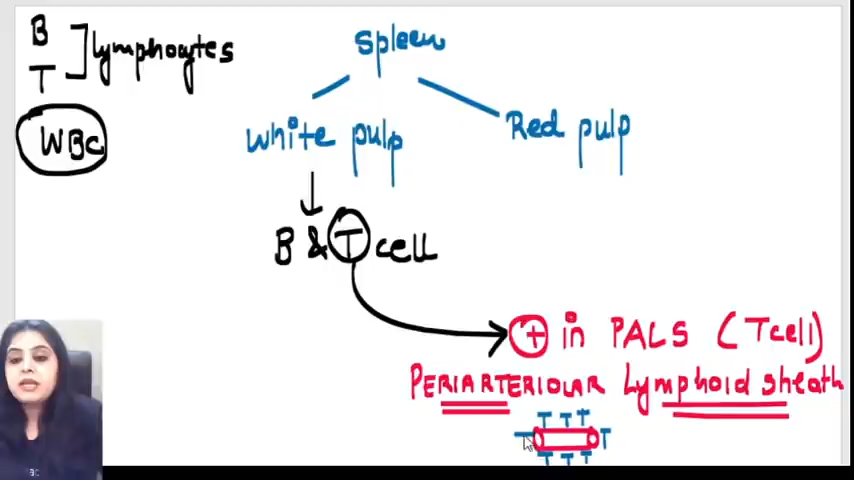 B
T
lymphocytes
WBC
Spleen
White pulp
Red pulp
B & T cell
+ in PALS (T cell)
PERIARTERIOLAR Lymphoid sheath
T T T
T T
T T T